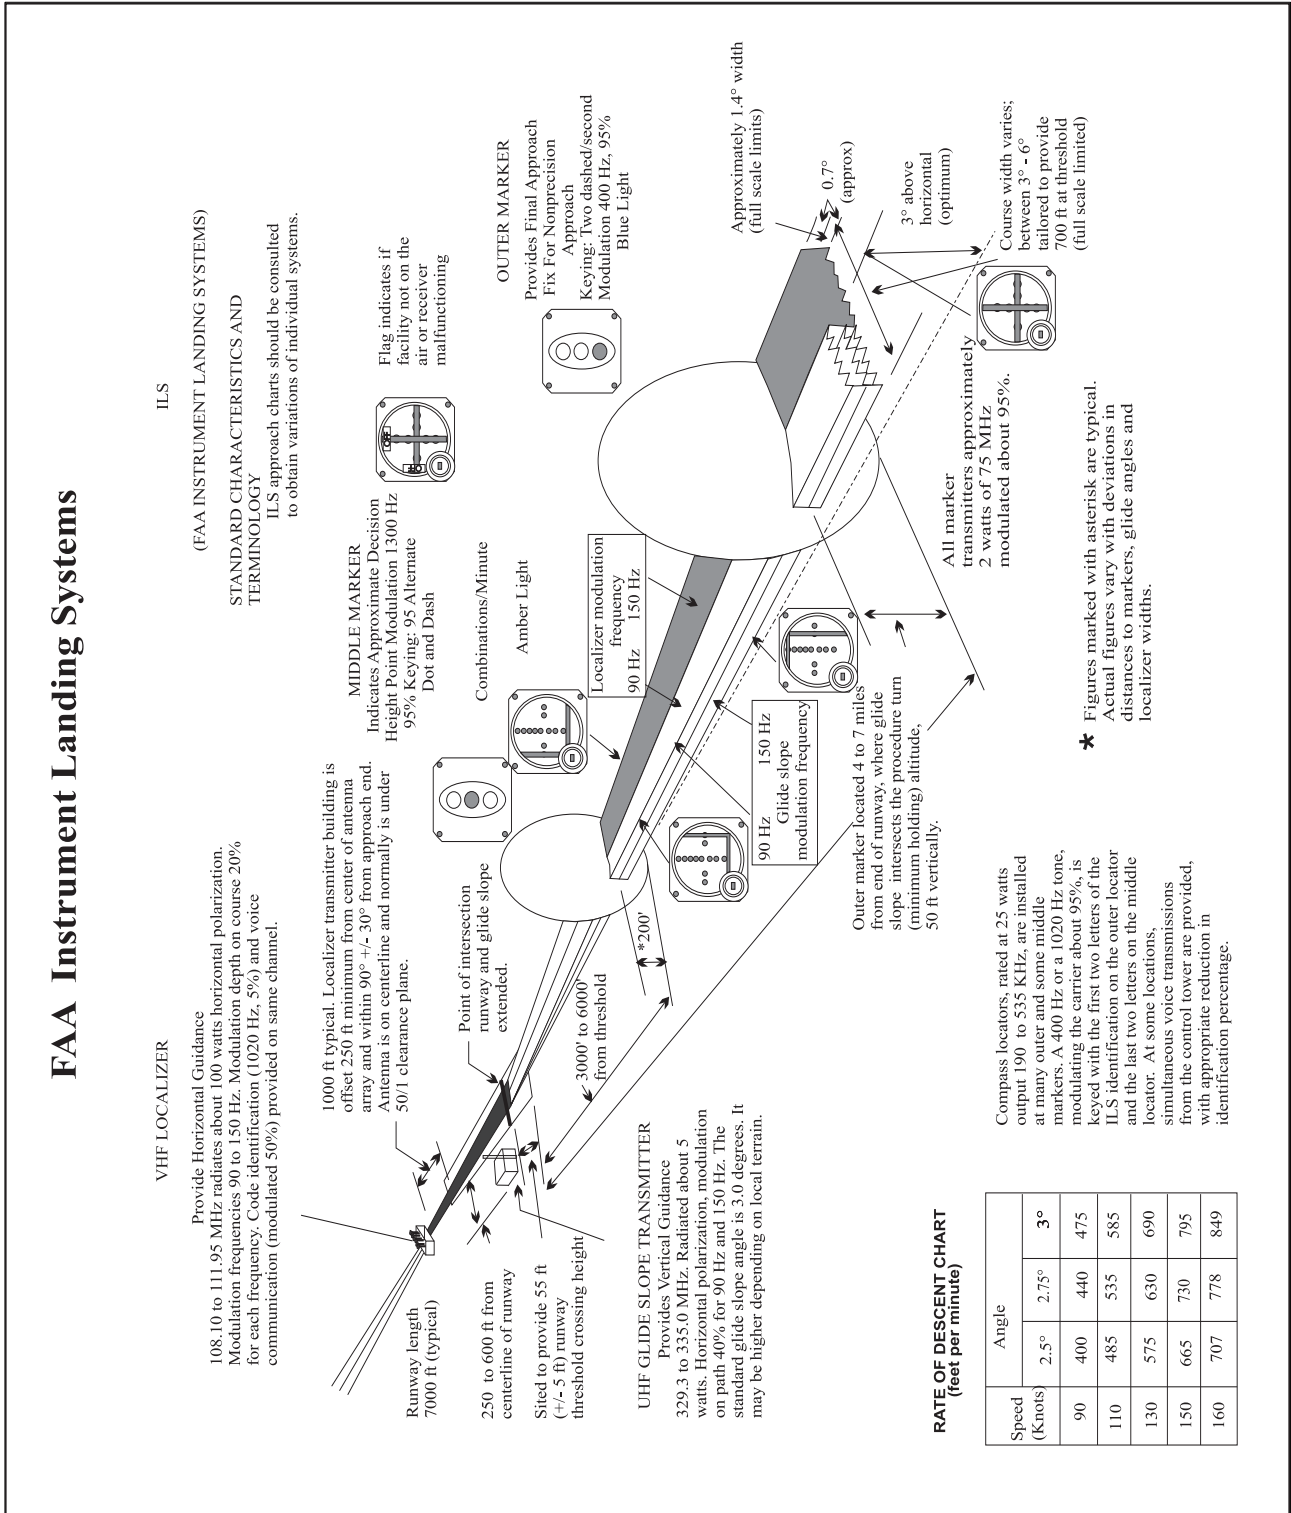 FAA Instrument Landing Systems
VHF LOCALIZER
Provide Horizontal Guidance
108.10 to 111.95 MHz radiates about 100 watts horizontal polarization.
Modulation frequencies 90 to 150 Hz. Modulation depth on course 20%
for each frequency. Code identification (1020 Hz, 5%) and voice
communication (modulated 50%) provided on same channel.
ILS
(FAA INSTRUMENT LANDING SYSTEMS)
STANDARD CHARACTERISTICS AND
TERMINOLOGY
ILS approach charts should be consulted
to obtain variations of individual systems.
1000 ft typical. Localizer transmitter building is
offset 250 ft minimum from center of antenna
array and within 90° +/- 30° from approach end.
Antenna is on centerline and normally is under
50/1 clearance plane.
MIDDLE MARKER
Indicates Approximate Decision
Height Point Modulation 1300 Hz
95% Keying: 95 Alternate
Dot and Dash
Combinations/Minute
Amber Light
Flag indicates if
facility not on the
air or receiver
malfunctioning
OFF
OFF
OUTER MARKER
Provides Final Approach
Fix For Nonprecision
Approach
Keying: Two dashed/second
Modulation 400 Hz, 95%
Blue Light
Runway length
7000 ft (typical)
Point of intersection
runway and glide slope
extended.
Localizer modulation
frequency
90 Hz 150 Hz
Approximately 1.4° width
(full scale limits)
0.7°
(approx)
3° above
horizontal
(optimum)
Course width varies;
between 3° - 6°
tailored to provide
700 ft at threshold
(full scale limited)
250 to 600 ft from
centerline of runway
Sited to provide 55 ft
(+/- 5 ft) runway
threshold crossing height
3000' to 6000'
from threshold
*200'
90 Hz 150 Hz
Glide slope
modulation frequency
All marker
transmitters approximately
2 watts of 75 MHz
modulated about 95%.
UHF GLIDE SLOPE TRANSMITTER
Provides Vertical Guidance
329.3 to 335.0 MHz. Radiated about 5
watts. Horizontal polarization, modulation
on path 40% for 90 Hz and 150 Hz. The
standard glide slope angle is 3.0 degrees. It
may be higher depending on local terrain.
Outer marker located 4 to 7 miles
from end of runway, where glide
slope intersects the procedure turn
(minimum holding) altitude,
50 ft vertically.
RATE OF DESCENT CHART
(feet per minute)
Speed
(Knots)
Angle
2.5° 2.75° 3°
90 400 440 475
110 485 535 585
130 575 630 690
150 665 730 795
160 707 778 849
Compass locators, rated at 25 watts
output 190 to 535 KHz, are installed
at many outer and some middle
markers. A 400 Hz or a 1020 Hz tone,
modulating the carrier about 95%, is
keyed with the first two letters of the
ILS identification on the outer locator
and the last two letters on the middle
locator. At some locations,
simultaneous voice transmissions
from the control tower are provided,
with appropriate reduction in
identification percentage.
* Figures marked with asterisk are typical.
Actual figures vary with deviations in
distances to markers, glide angles and
localizer widths.